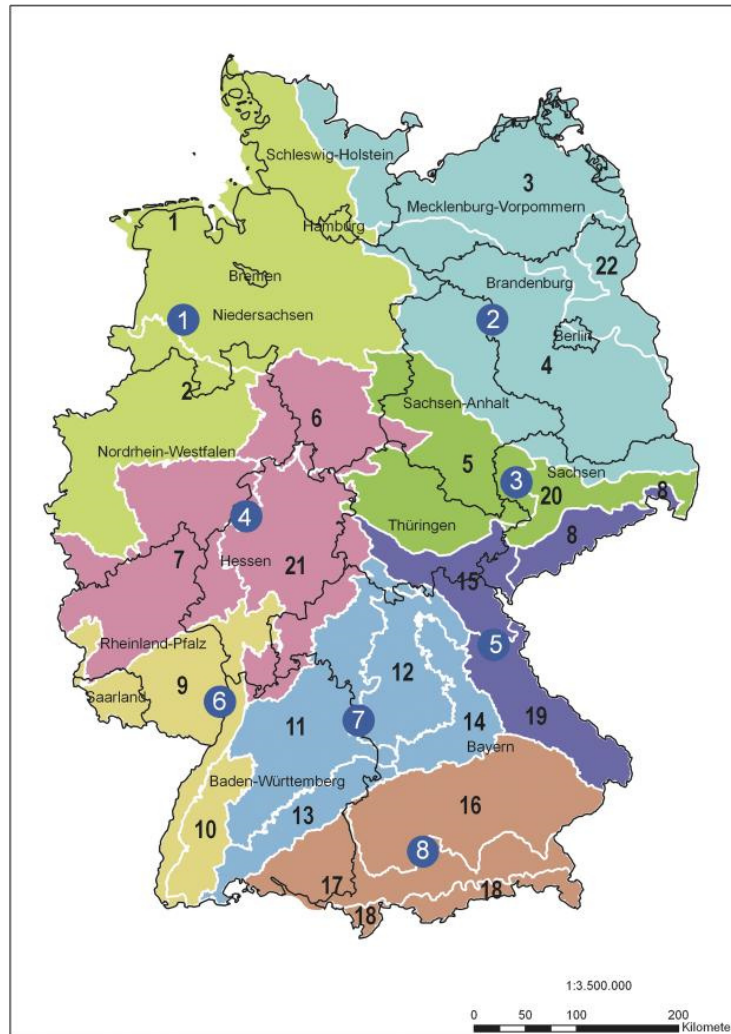 Schleswig-Holstein
3
Mecklenburg-Vorpommern
1
Hamburg
22
Bremen
Brandenburg
1
Niedersachsen
2
Berlin
4
2
6
Sachsen-Anhalt
Nordrhein-Westfalen
5
3
Sachsen
20
8
4
Thüringen
8
7
Hessen
21
15
Rheinland-Pfalz
5
9
12
Saarland
6
19
11
7
14
Bayern
Baden-Württemberg
16
10
13
8
17
18
18
1:3.500.000
0 50 100 200
Kilometer